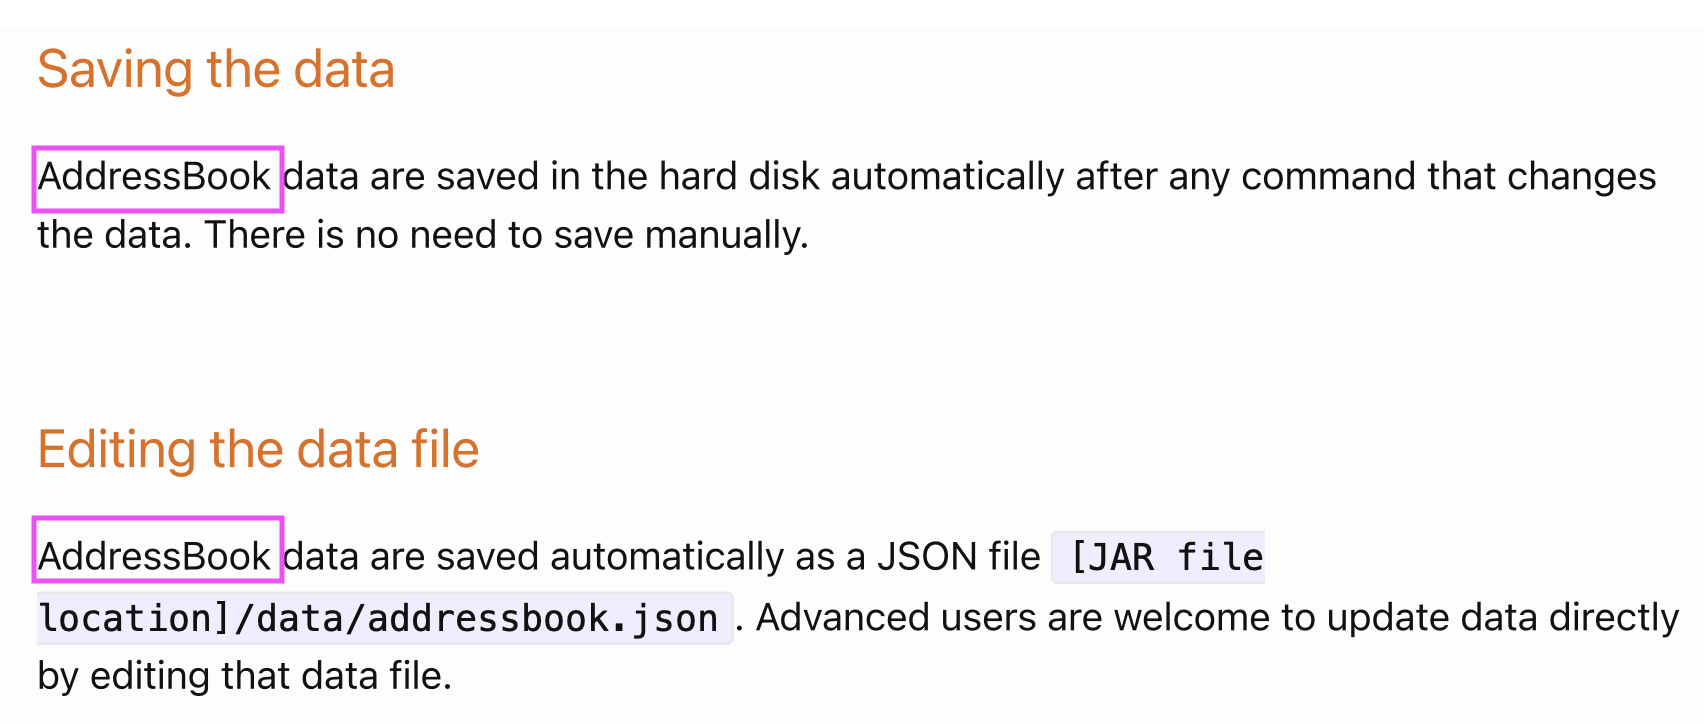 Saving the data
AddressBook data are saved in the hard disk automatically after any command that changes
the data. There is no need to save manually.
Editing the data file
AddressBook data are saved automatically as a JSON file [JAR file
location]/data/addressbook.json . Advanced users are welcome to update data directly
by editing that data file.